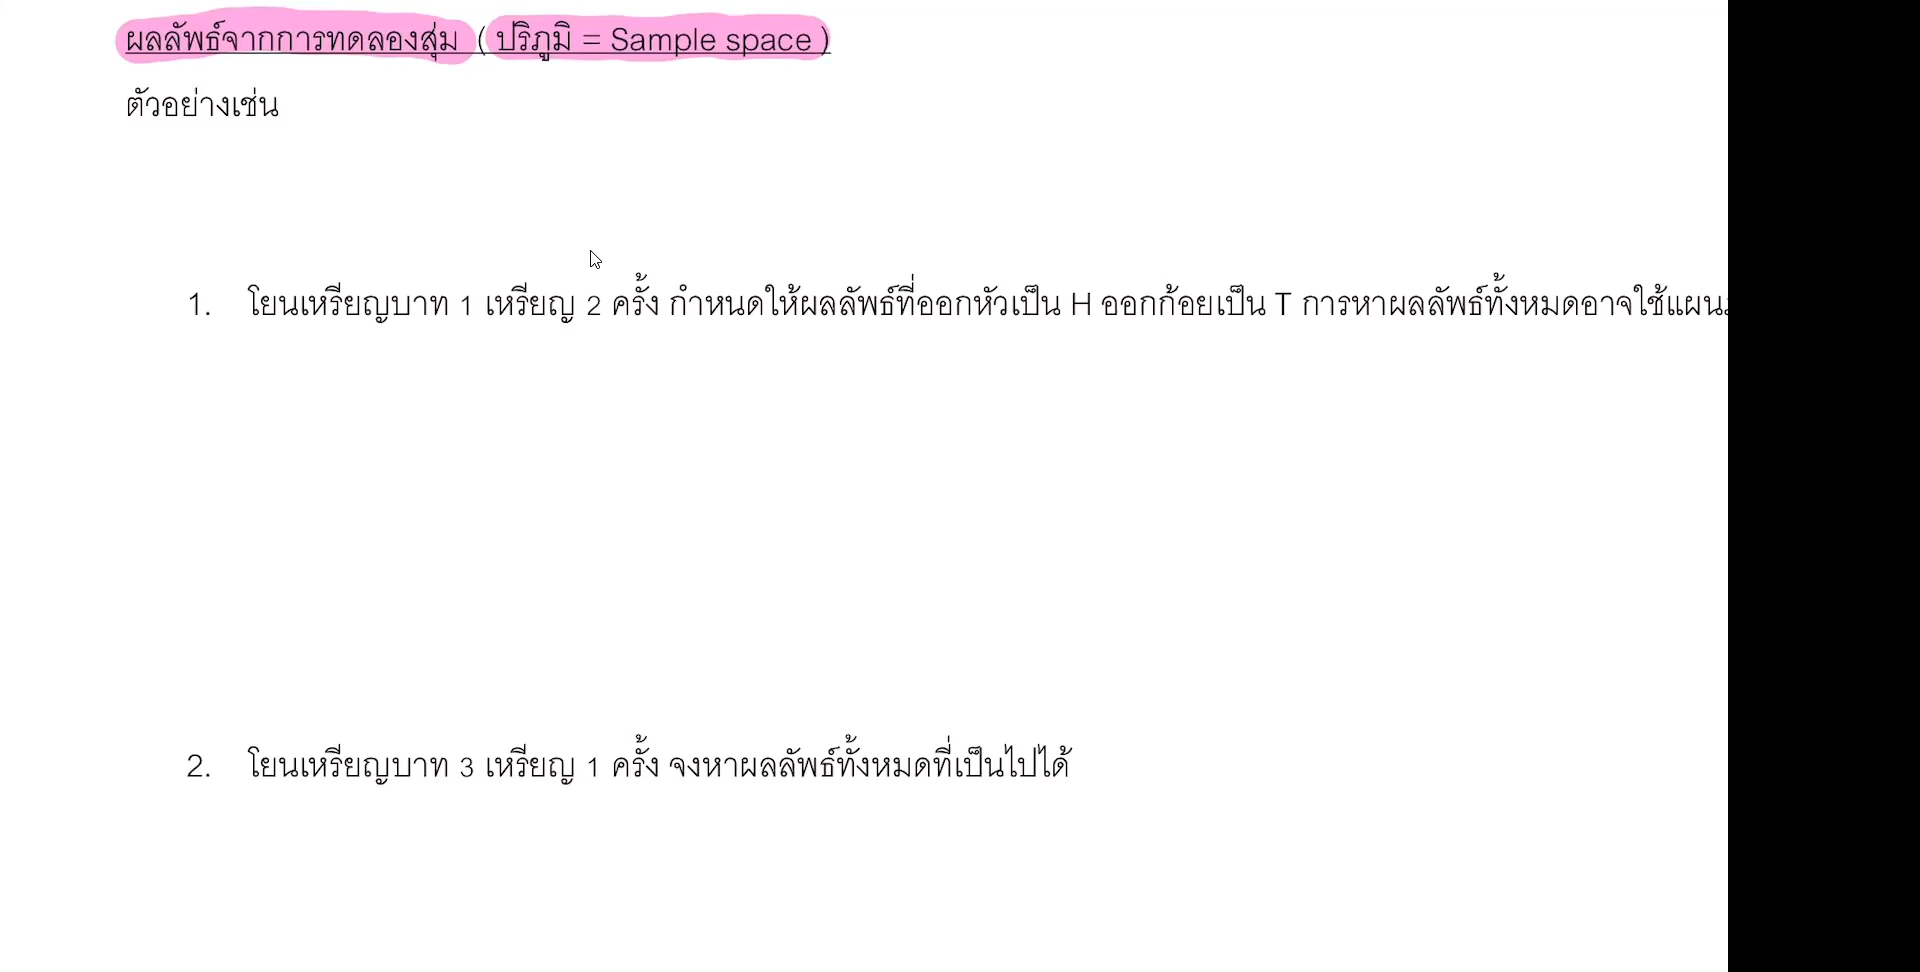 ผลลัพธ์จากการทดลองสุ่ม ( ปริภูมิ = Sample space )
ตัวอย่างเช่น
1. โยนเหรียญบาท 1 เหรียญ 2 ครั้ง กำหนดให้ผลลัพธ์ที่ออกหัวเป็น H ออกก้อยเป็น T การหาผลลัพธ์ทั้งหมดอาจใช้แผน
2. โยนเหรียญบาท 3 เหรียญ 1 ครั้ง จงหาผลลัพธ์ทั้งหมดที่เป็นไปได้